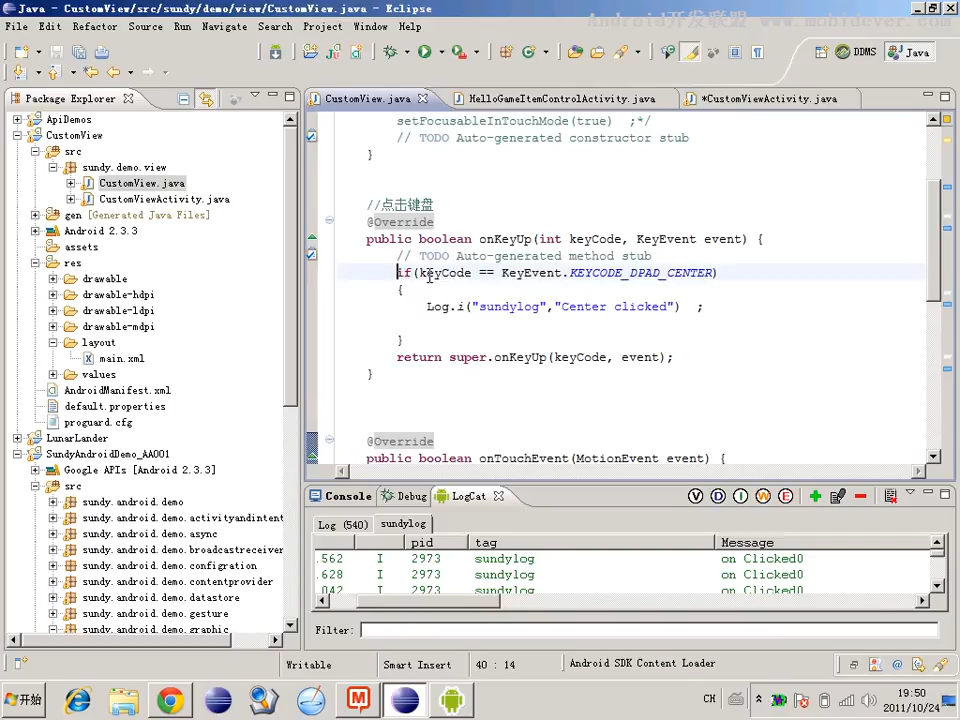 Java - CustomView/src/sundy/demo/view/CustomView.java - Eclipse
Android开发联盟 www.mobidever.com
File Edit Refactor Source Run Navigate Search Project Window Help
DDMS Java
Package Explorer
CustomView.java HelloGameItemControlActivity.java *CustomViewActivity.java
ApiDemos
CustomView
src
sundy.demo.view
CustomView.java
CustomViewActivity.java
gen [Generated Java Files]
Android 2.3.3
assets
res
drawable
drawable-hdpi
drawable-ldpi
drawable-mdpi
layout
main.xml
values
AndroidManifest.xml
default.properties
proguard.cfg
LunarLander
SundyAndroidDemo_AA001
Google APIs [Android 2.3.3]
src
sundy.android.demo
sundy.android.demo.activityandintent
sundy.android.demo.async
sundy.android.demo.broadcastreceiver
sundy.android.demo.configration
sundy.android.demo.contentprovider
sundy.android.demo.datastore
sundy.android.demo.gesture
sundy.android.demo.graphic
setFocusableInTouchMode(true) ;*/
// TODO Auto-generated constructor stub
}
//点击键盘
@Override
public boolean onKeyUp(int keyCode, KeyEvent event) {
// TODO Auto-generated method stub
if(keyCode == KeyEvent.KEYCODE_DPAD_CENTER)
{
Log.i("sundylog","Center clicked") ;
}
return super.onKeyUp(keyCode, event);
}
@Override
public boolean onTouchEvent(MotionEvent event) {
Console Debug LogCat
V D I W E
Log (540) sundylog
pid tag Message
.562 I 2973 sundylog on Clicked0
.628 I 2973 sundylog on Clicked0
.042 I 2973 sundylog on Clicked0
Filter:
Writable Smart Insert 40 : 14 Android SDK Content Loader
开始
CH
19:50
2011/10/24